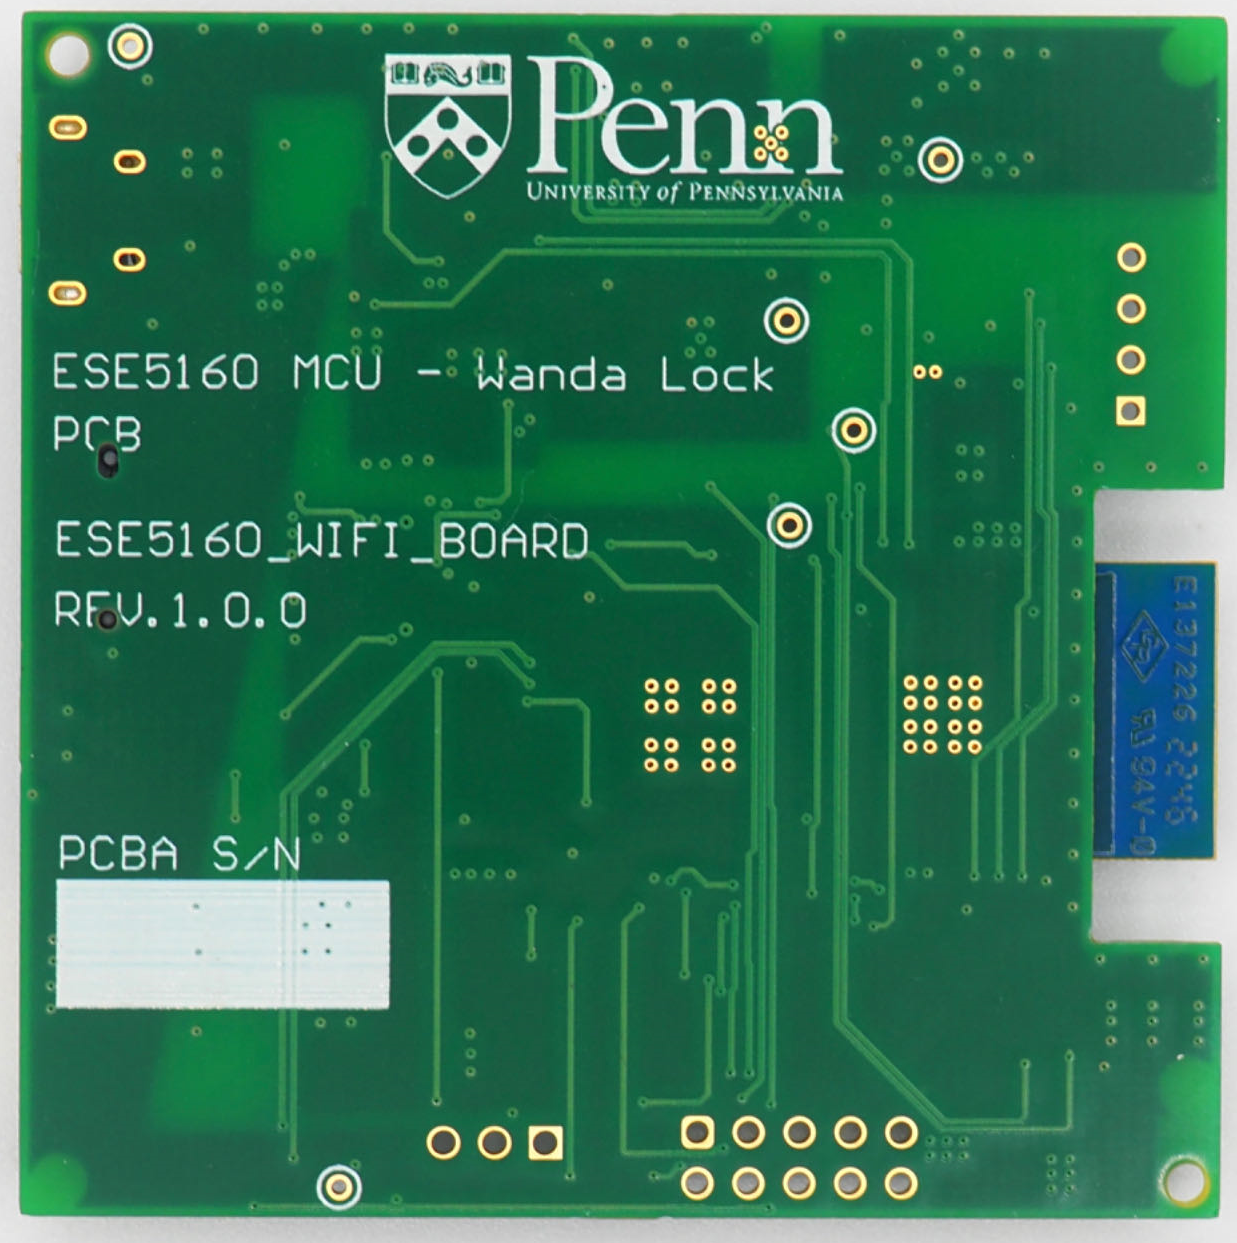 Penn
UNIVERSITY of PENNSYLVANIA
ESE5160 MCU - Wanda Lock
PCB
ESE5160_WIFI_BOARD
REV.1.0.0
PCBA S/N
E137226 2246
94V-0